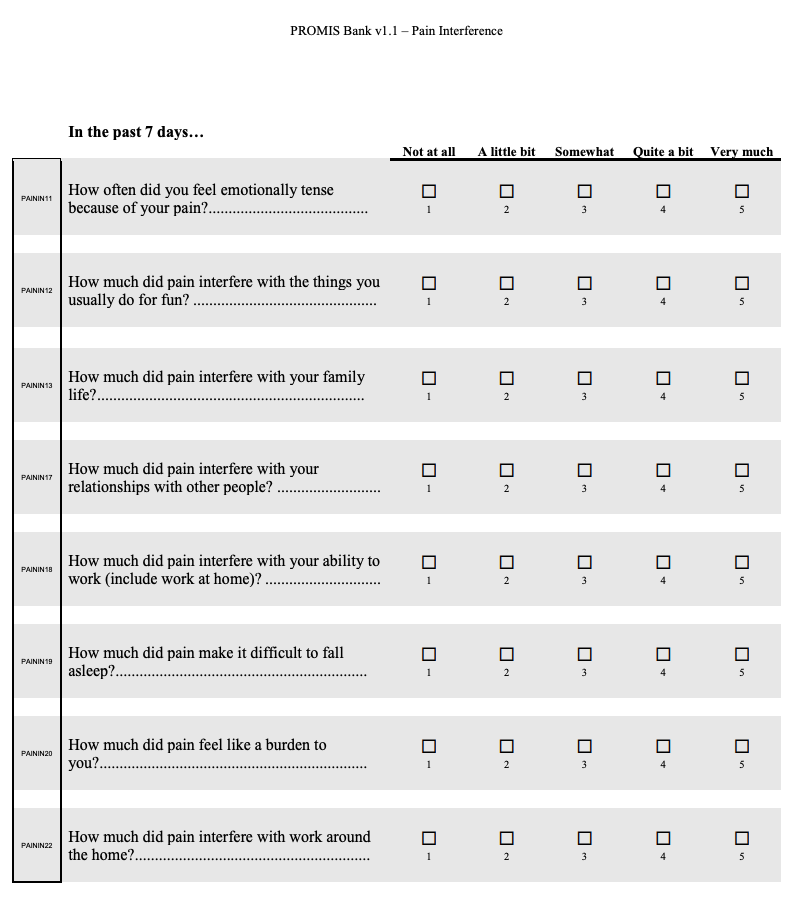 PROMIS Bank v1.1 – Pain Interference
In the past 7 days…
Not at all A little bit Somewhat Quite a bit Very much
PAININ11 How often did you feel emotionally tense
because of your pain?........................................
1 2 3 4 5
PAININ12 How much did pain interfere with the things you
usually do for fun? ..............................................
1 2 3 4 5
PAININ13 How much did pain interfere with your family
life?...................................................................
1 2 3 4 5
PAININ17 How much did pain interfere with your
relationships with other people? ..........................
1 2 3 4 5
PAININ18 How much did pain interfere with your ability to
work (include work at home)? .............................
1 2 3 4 5
PAININ19 How much did pain make it difficult to fall
asleep?...............................................................
1 2 3 4 5
PAININ20 How much did pain feel like a burden to
you?...................................................................
1 2 3 4 5
PAININ22 How much did pain interfere with work around
the home?...........................................................
1 2 3 4 5